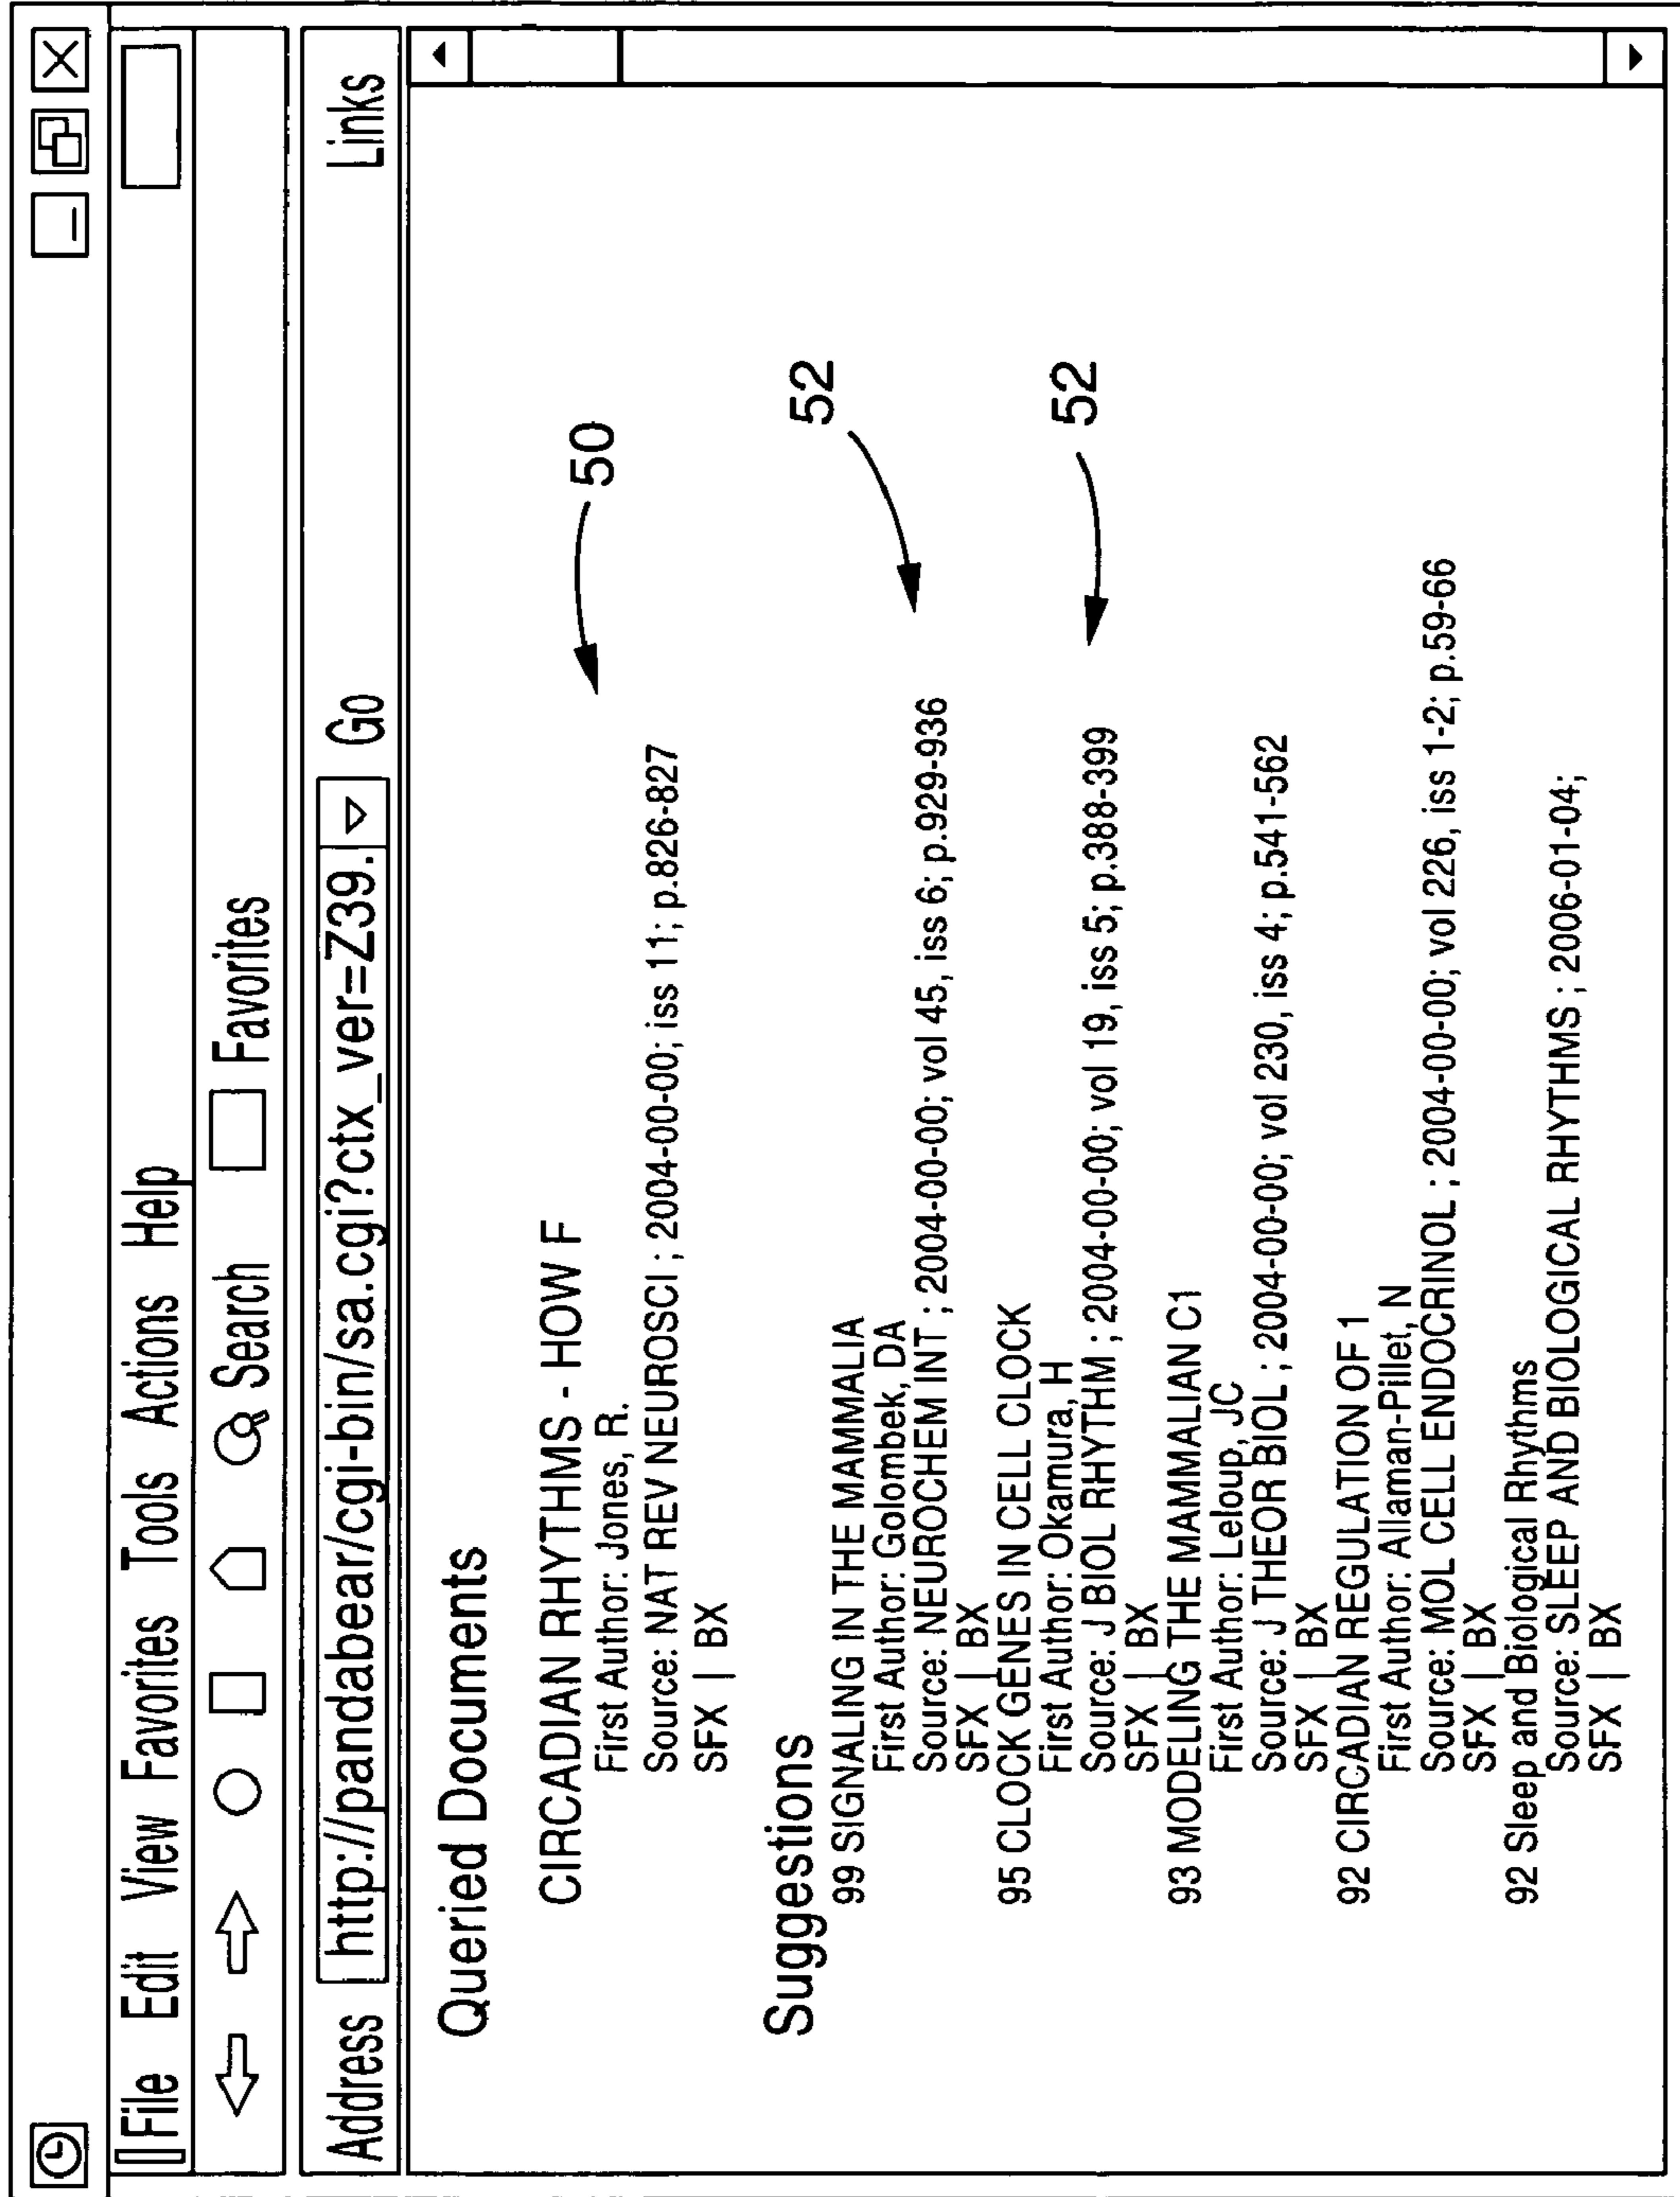 File Edit View Favorites Tools Actions Help
Search Favorites
Address http://pandabear/cgi-bin/sa.cgi?ctx_ver=Z39. Go Links
Queried Documents
CIRCADIAN RHYTHMS - HOW F
50
First Author: Jones, R.
Source: NAT REV NEUROSCI ; 2004-00-00; iss 11; p.826-827
SFX | BX
Suggestions
52
99 SIGNALING IN THE MAMMALIA
First Author: Golombek, DA
Source: NEUROCHEM INT ; 2004-00-00; vol 45, iss 6; p.929-936
SFX | BX
95 CLOCK GENES IN CELL CLOCK
52
First Author: Okamura, H
Source: J BIOL RHYTHM ; 2004-00-00; vol 19, iss 5; p.388-399
SFX | BX
93 MODELING THE MAMMALIAN C1
First Author: Leloup, JC
Source: J THEOR BIOL ; 2004-00-00; vol 230, iss 4; p.541-562
SFX | BX
92 CIRCADIAN REGULATION OF 1
First Author: Allaman-Pillet, N
Source: MOL CELL ENDOCRINOL ; 2004-00-00; vol 226, iss 1-2; p.59-66
SFX | BX
92 Sleep and Biological Rhythms
Source: SLEEP AND BIOLOGICAL RHYTHMS ; 2006-01-04;
SFX | BX